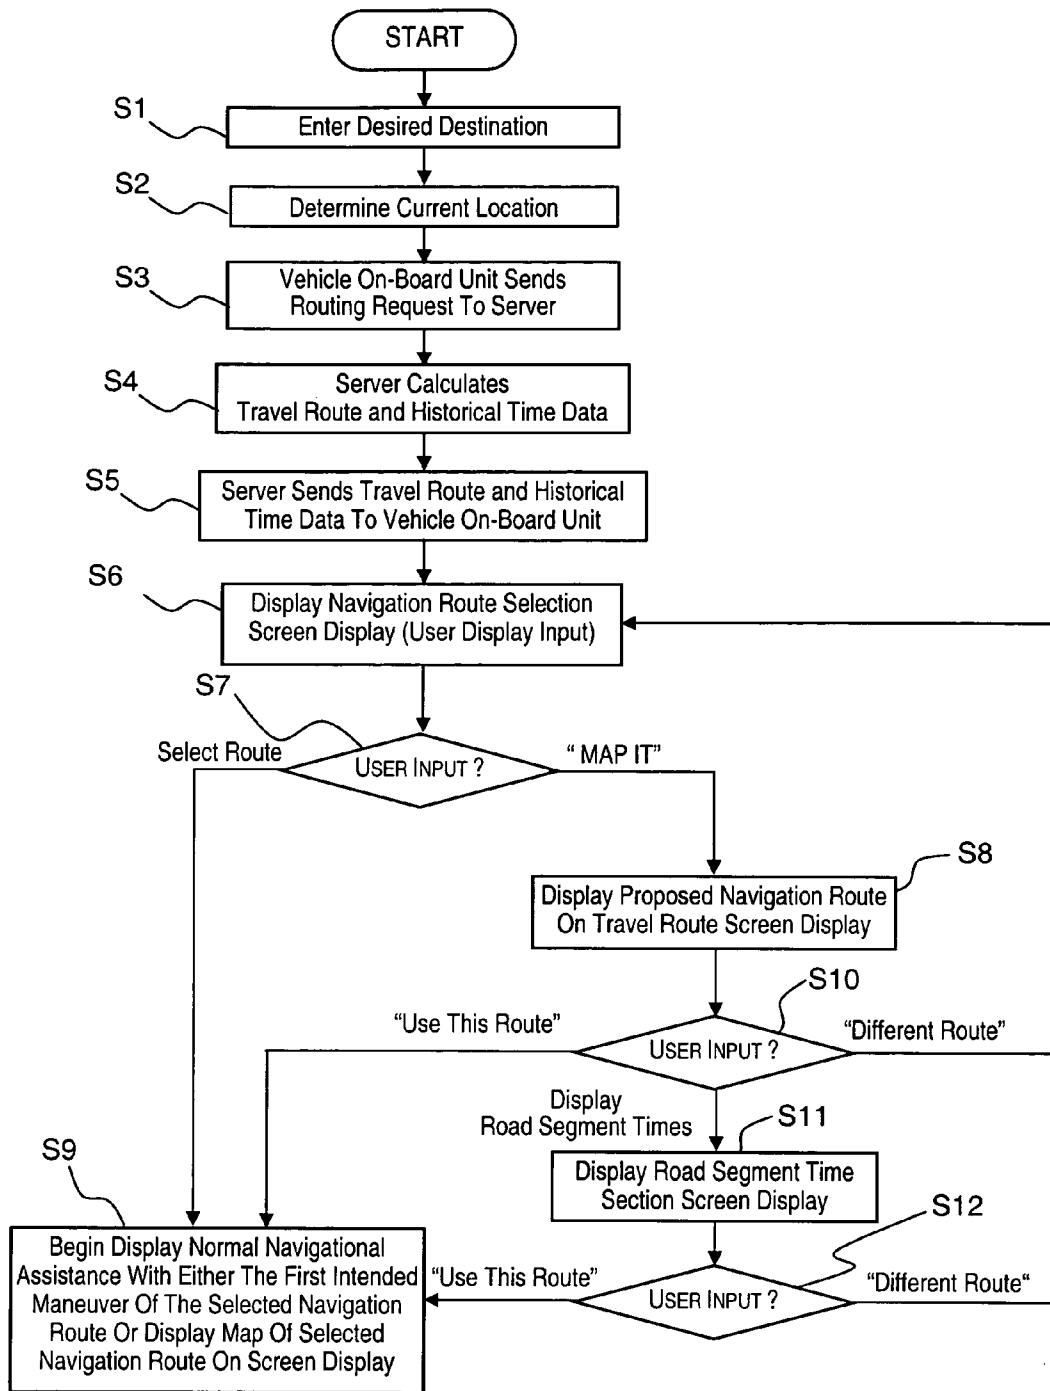 START
S1
Enter Desired Destination
S2
Determine Current Location
S3
Vehicle On-Board Unit Sends
Routing Request To Server
S4
Server Calculates
Travel Route and Historical Time Data
S5
Server Sends Travel Route and Historical
Time Data To Vehicle On-Board Unit
S6
Display Navigation Route Selection
Screen Display (User Display Input)
S7
Select Route
USER INPUT ?
“ MAP IT”
S8
Display Proposed Navigation Route
On Travel Route Screen Display
S10
“Use This Route”
USER INPUT ?
“Different Route”
Display
Road Segment Times
S11
Display Road Segment Time
Section Screen Display
S9
S12
Begin Display Normal Navigational
Assistance With Either The First Intended
Maneuver Of The Selected Navigation
Route Or Display Map Of Selected
Navigation Route On Screen Display
“Use This Route”
USER INPUT ?
“Different Route“